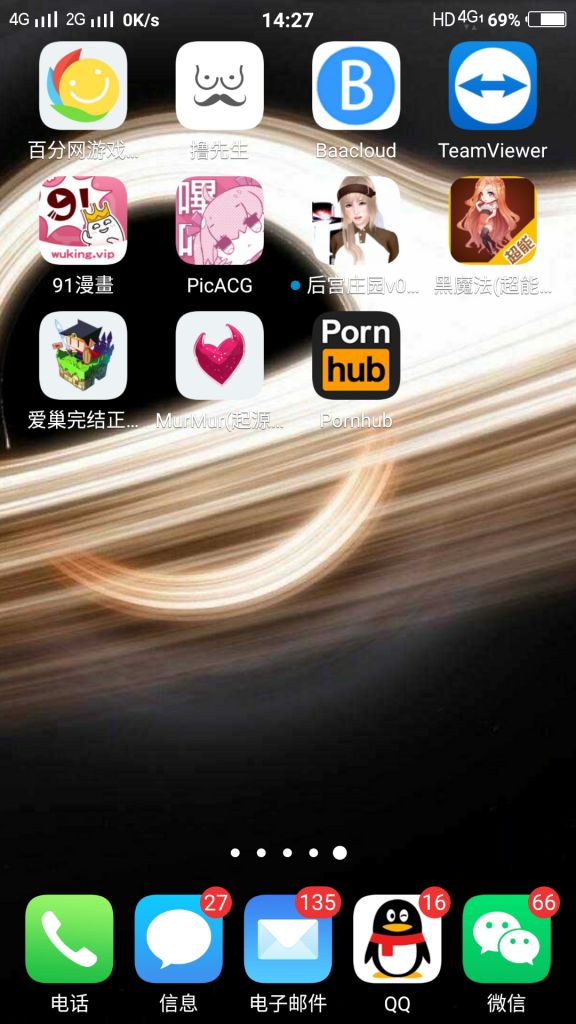 4G 2G 0K/s 14:27 HD 4G 1 69%
百分网游戏... 撸先生 Baacloud TeamViewer
91
wuking.vip
嗶
咔
超能
91漫畫 PicACG 后宫庄园v0... 黑魔法(超能...
Porn
hub
爱巢完结正... MurMur(起源... Pornhub
27 135 16 66
电话 信息 电子邮件 QQ 微信